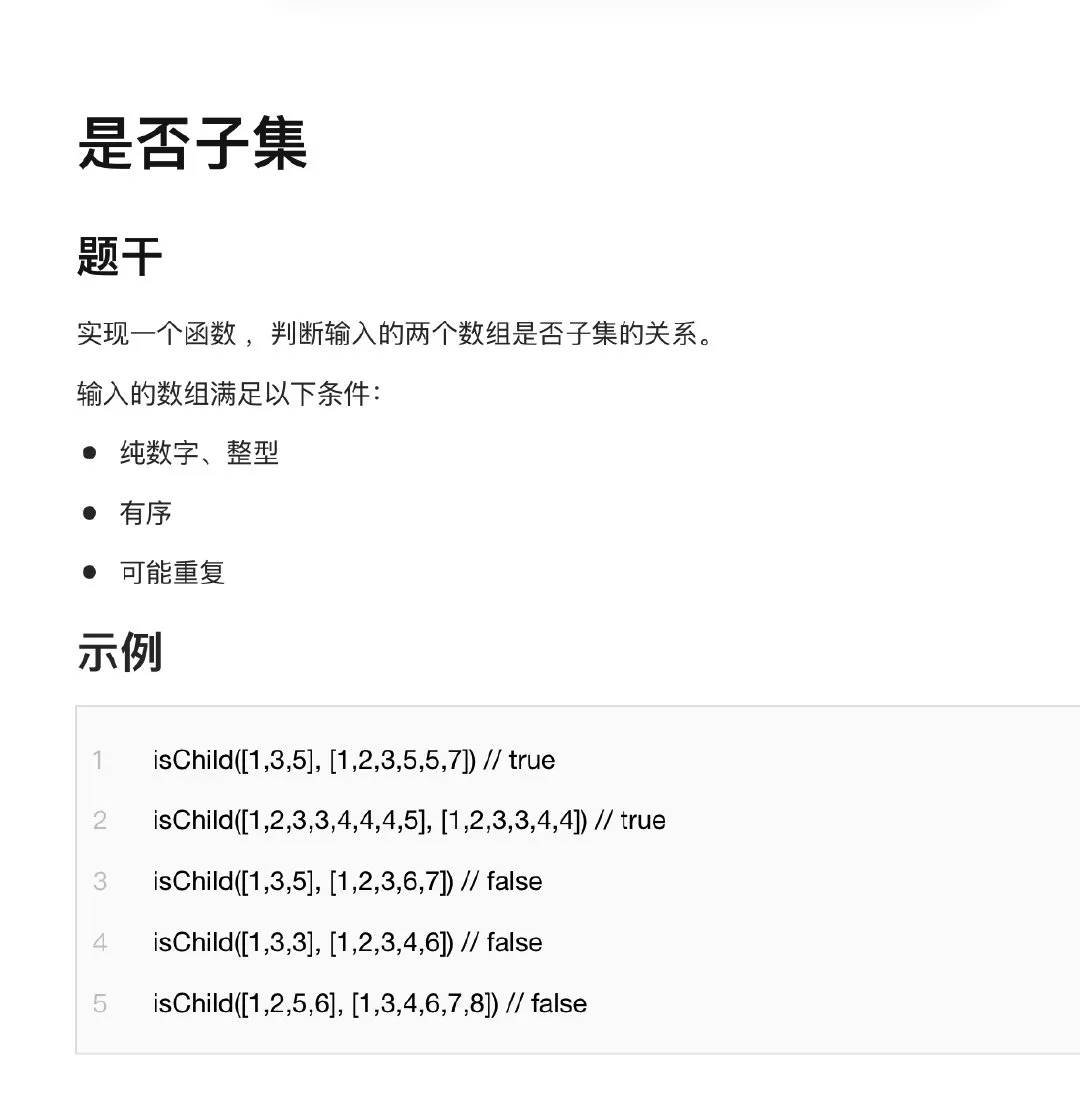 是否子集
题干
实现一个函数 ，判断输入的两个数组是否子集的关系。
输入的数组满足以下条件：
● 纯数字、整型
● 有序
● 可能重复
示例
1 isChild([1,3,5], [1,2,3,5,5,7]) // true
2 isChild([1,2,3,3,4,4,4,5], [1,2,3,3,4,4]) // true
3 isChild([1,3,5], [1,2,3,6,7]) // false
4 isChild([1,3,3], [1,2,3,4,6]) // false
5 isChild([1,2,5,6], [1,3,4,6,7,8]) // false